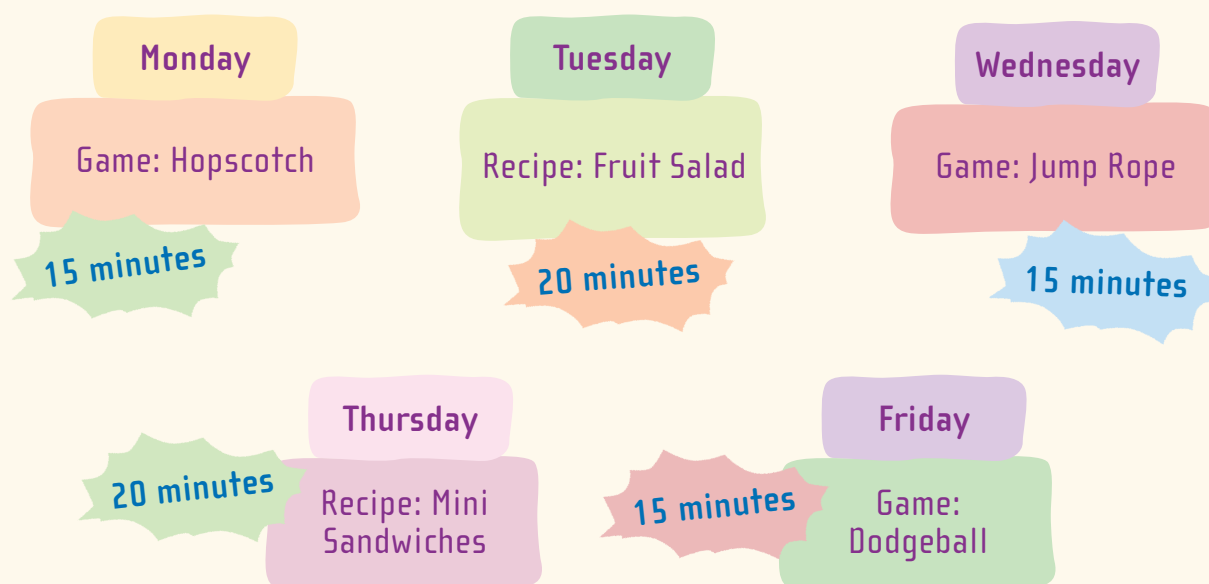 Monday
Game: Hopscotch
15 minutes
Tuesday
Recipe: Fruit Salad
20 minutes
Wednesday
Game: Jump Rope
15 minutes
Thursday
Recipe: Mini
Sandwiches
20 minutes
Friday
Game:
Dodgeball
15 minutes